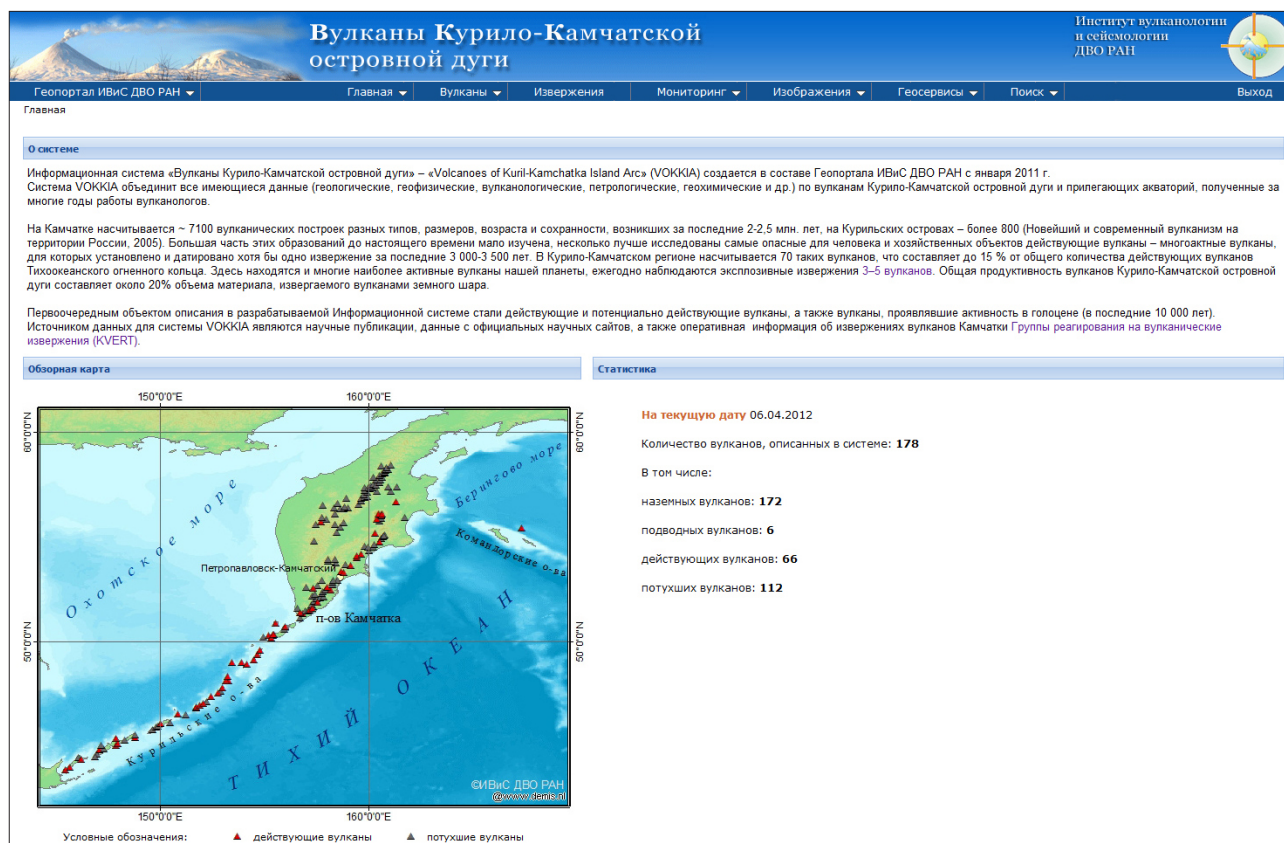 Вулканы Курило-Камчатской
островной дуги
Институт вулканологии
и сейсмологии
ДВО РАН
Геопортал ИВиС ДВО РАН Главная Вулканы Извержения Мониторинг Изображения Геосервисы Поиск Выход
Главная
О системе
Информационная система «Вулканы Курило-Камчатской островной дуги» – «Volcanoes of Kuril-Kamchatka Island Arc» (VOKKIA) создается в составе Геопортала ИВиС ДВО РАН с января 2011 г.
Система VOKKIA объединит все имеющиеся данные (геологические, геофизические, вулканологические, петрологические, геохимические и др.) по вулканам Курило-Камчатской островной дуги и прилегающих акваторий, полученные за
многие годы работы вулканологов.
На Камчатке насчитывается ~ 7100 вулканических построек разных типов, размеров, возраста и сохранности, возникших за последние 2-2,5 млн. лет, на Курильских островах – более 800 (Новейший и современный вулканизм на
территории России, 2005). Большая часть этих образований до настоящего времени мало изучена, несколько лучше исследованы самые опасные для человека и хозяйственных объектов действующие вулканы – многоактные вулканы,
для которых установлено и датировано хотя бы одно извержение за последние 3 000-3 500 лет. В Курило-Камчатском регионе насчитывается 70 таких вулканов, что составляет до 15 % от общего количества действующих вулканов
Тихоокеанского огненного кольца. Здесь находятся и многие наиболее активные вулканы нашей планеты, ежегодно наблюдаются эксплозивные извержения 3–5 вулканов. Общая продуктивность вулканов Курило-Камчатской островной
дуги составляет около 20% объема материала, извергаемого вулканами земного шара.
Первоочередным объектом описания в разрабатываемой Информационной системе стали действующие и потенциально действующие вулканы, а также вулканы, проявлявшие активность в голоцене (в последние 10 000 лет).
Источником данных для системы VOKKIA являются научные публикации, данные с официальных научных сайтов, а также оперативная информация об извержениях вулканов Камчатки Группы реагирования на вулканические
извержения (KVERT).
Обзорная карта
150°0'0"E 160°0'0"E
60°0'0"N 60°0'0"N
Охотское море
Берингово море
Командорские о-ва
Петропавловск-Камчатский
п-ов Камчатка
50°0'0"N 50°0'0"N
Курильские о-ва
ТИХИЙ ОКЕАН
©ИВиС ДВО РАН
@www.demis.nl
150°0'0"E 160°0'0"E
Условные обозначения: действующие вулканы потухшие вулканы
Статистика
На текущую дату 06.04.2012
Количество вулканов, описанных в системе: 178
В том числе:
наземных вулканов: 172
подводных вулканов: 6
действующих вулканов: 66
потухших вулканов: 112